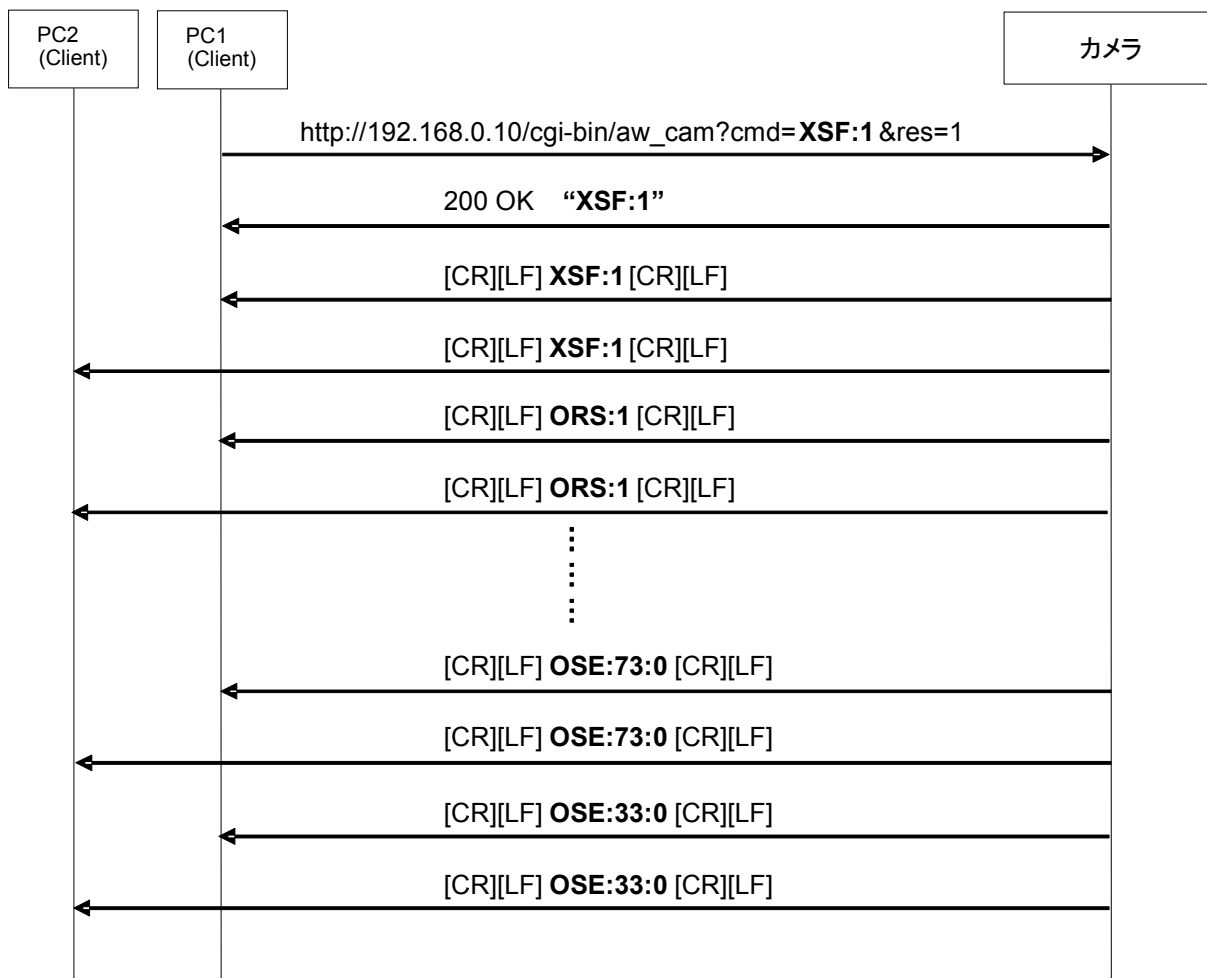 PC2
(Client)
PC1
(Client)
カメラ
http://192.168.0.10/cgi-bin/aw_cam?cmd=XSF:1 &res=1
200 OK “XSF:1”
[CR][LF] XSF:1 [CR][LF]
[CR][LF] XSF:1 [CR][LF]
[CR][LF] ORS:1 [CR][LF]
[CR][LF] ORS:1 [CR][LF]
[CR][LF] OSE:73:0 [CR][LF]
[CR][LF] OSE:73:0 [CR][LF]
[CR][LF] OSE:33:0 [CR][LF]
[CR][LF] OSE:33:0 [CR][LF]